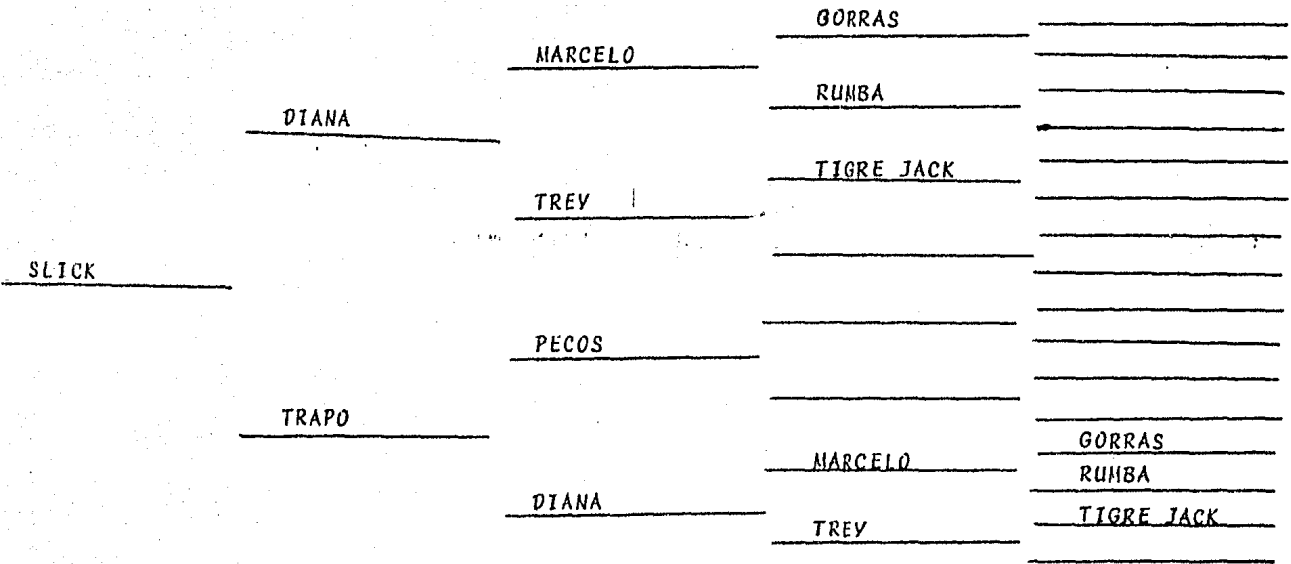 GORRAS
MARCELO
RUMBA
DIANA
TIGRE JACK
TREY
SLICK
PECOS
TRAPO
GORRAS
MARCELO
RUMBA
DIANA
TIGRE JACK
TREY